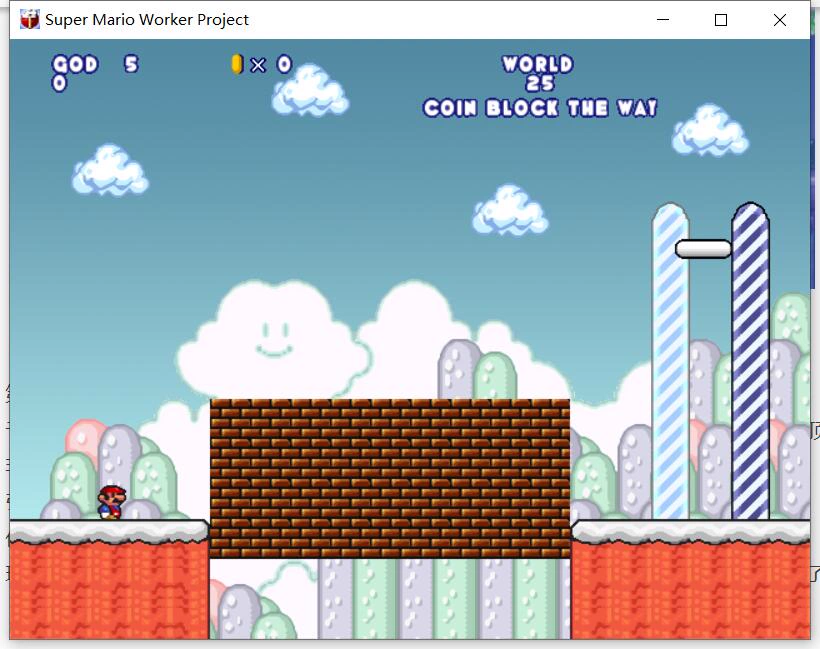 Super Mario Worker Project
GOD 5
× 0
WORLD
0
25
COIN BLOCK THE WAY